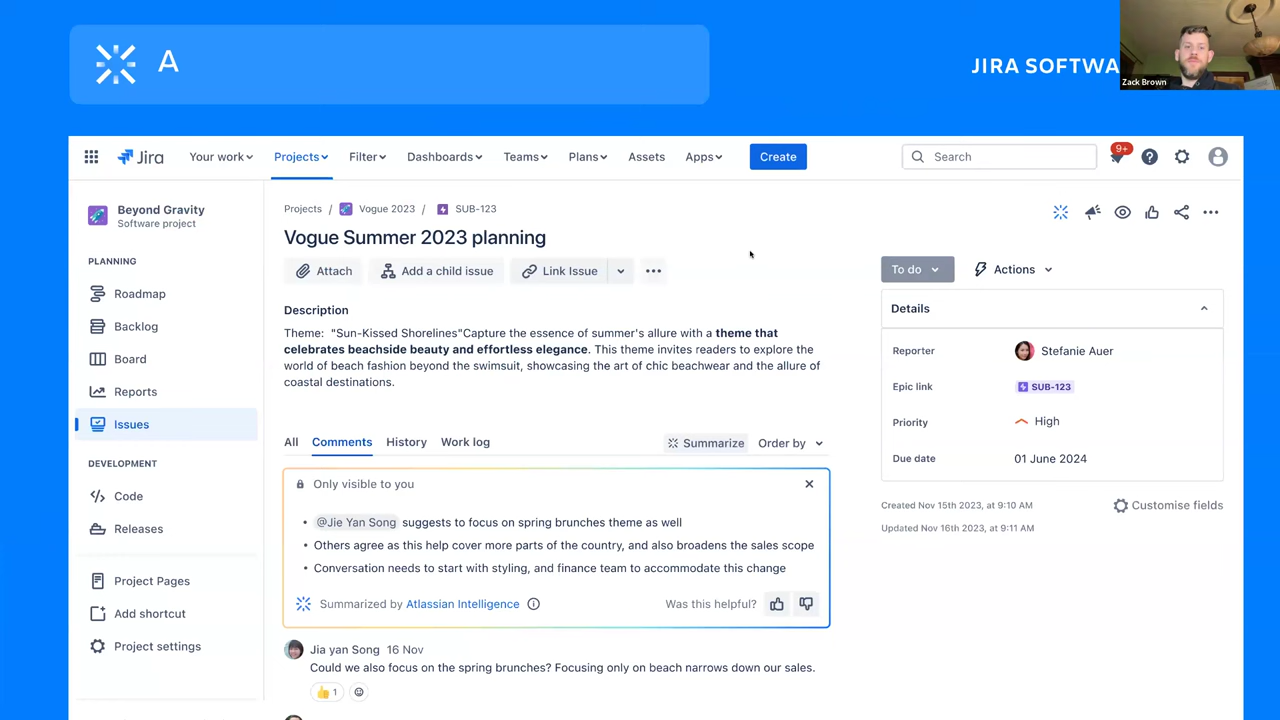 A
JIRA SOFTWA
Zack Brown
Jira
Your work
Projects
Filter
Dashboards
Teams
Plans
Assets
Apps
Create
Search
9+
Beyond Gravity
Software project
PLANNING
Roadmap
Backlog
Board
Reports
Issues
DEVELOPMENT
Code
Releases
Project Pages
Add shortcut
Project settings
Projects / Vogue 2023 / SUB-123
Vogue Summer 2023 planning
Attach
Add a child issue
Link Issue
Description
Theme: "Sun-Kissed Shorelines"Capture the essence of summer's allure with a theme that
celebrates beachside beauty and effortless elegance. This theme invites readers to explore the
world of beach fashion beyond the swimsuit, showcasing the art of chic beachwear and the allure of
coastal destinations.
All
Comments
History
Work log
Summarize
Order by
Only visible to you
• @Jie Yan Song suggests to focus on spring brunches theme as well
• Others agree as this help cover more parts of the country, and also broadens the sales scope
• Conversation needs to start with styling, and finance team to accommodate this change
Summarized by Atlassian Intelligence
Was this helpful?
Jia yan Song 16 Nov
Could we also focus on the spring brunches? Focusing only on beach narrows down our sales.
1
To do
Actions
Details
Reporter
Stefanie Auer
Epic link
SUB-123
Priority
High
Due date
01 June 2024
Created Nov 15th 2023, at 9:10 AM
Customise fields
Updated Nov 16th 2023, at 9:11 AM